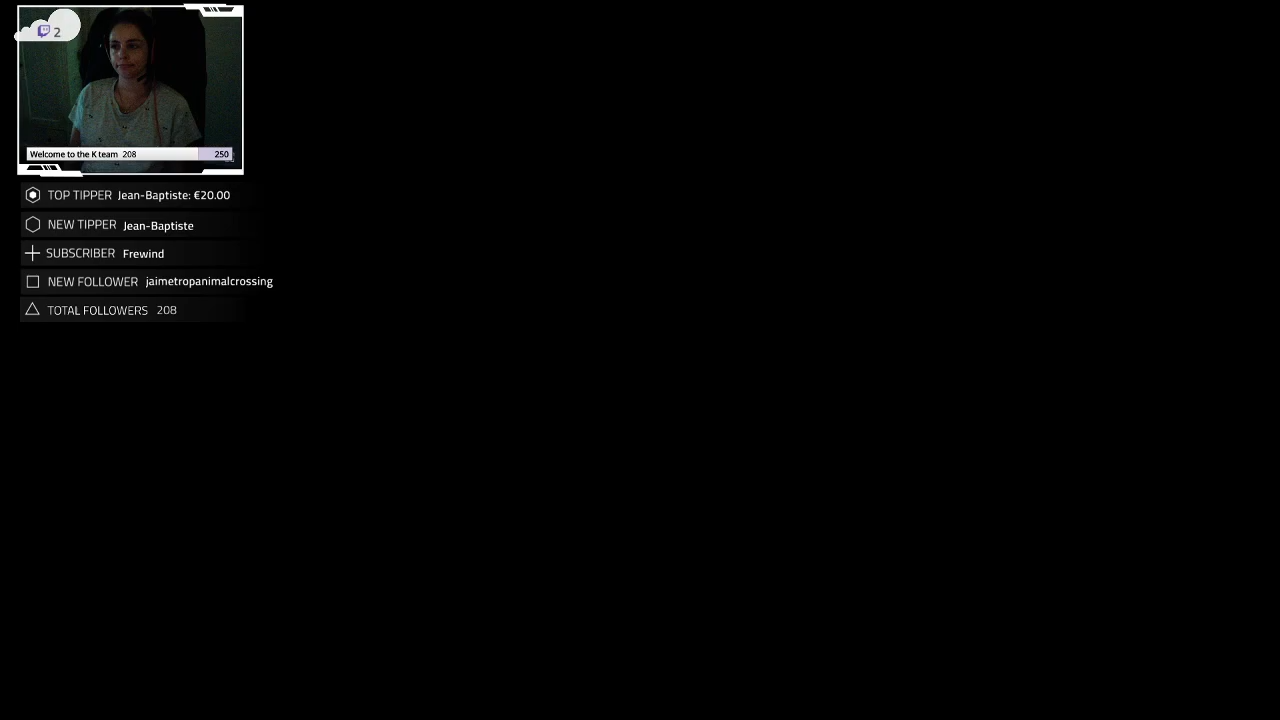 2
Welcome to the K team 208 250
TOP TIPPER Jean-Baptiste: €20.00
NEW TIPPER Jean-Baptiste
SUBSCRIBER Frewind
NEW FOLLOWER jaimetropanimalcrossing
TOTAL FOLLOWERS 208